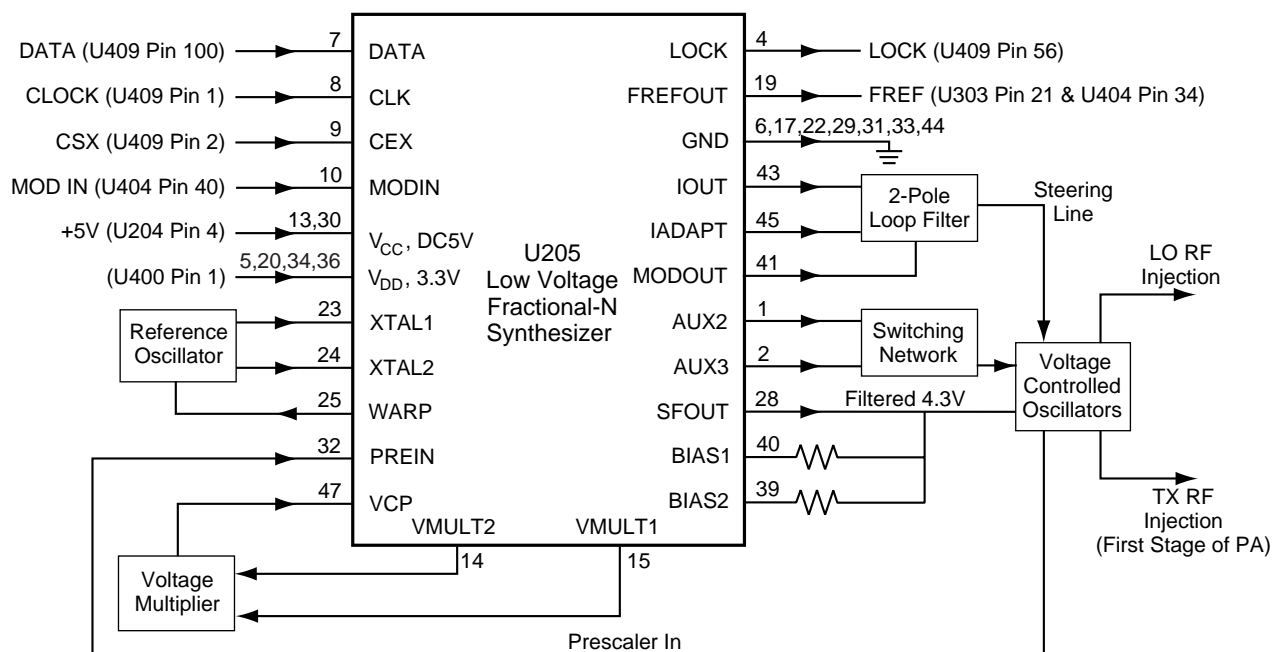 DATA (U409 Pin 100)
7
DATA
CLOCK (U409 Pin 1)
8
CLK
CSX (U409 Pin 2)
9
CEX
MOD IN (U404 Pin 40)
10
MODIN
+5V (U204 Pin 4)
13,30
VCC, DC5V
(U400 Pin 1)
5,20,34,36
VDD, 3.3V
Reference
Oscillator
23
XTAL1
24
XTAL2
25
WARP
32
PREIN
47
VCP
VMULT2
14
VMULT1
15
Voltage
Multiplier
U205
Low Voltage
Fractional-N
Synthesizer
LOCK
4
LOCK (U409 Pin 56)
FREFOUT
19
FREF (U303 Pin 21 & U404 Pin 34)
GND
6,17,22,29,31,33,44
IOUT
43
IADAPT
45
MODOUT
41
2-Pole
Loop Filter
Steering
Line
AUX2
1
AUX3
2
Switching
Network
SFOUT
28
Filtered 4.3V
BIAS1
40
BIAS2
39
Voltage
Controlled
Oscillators
LO RF
Injection
TX RF
Injection
(First Stage of PA)
Prescaler In